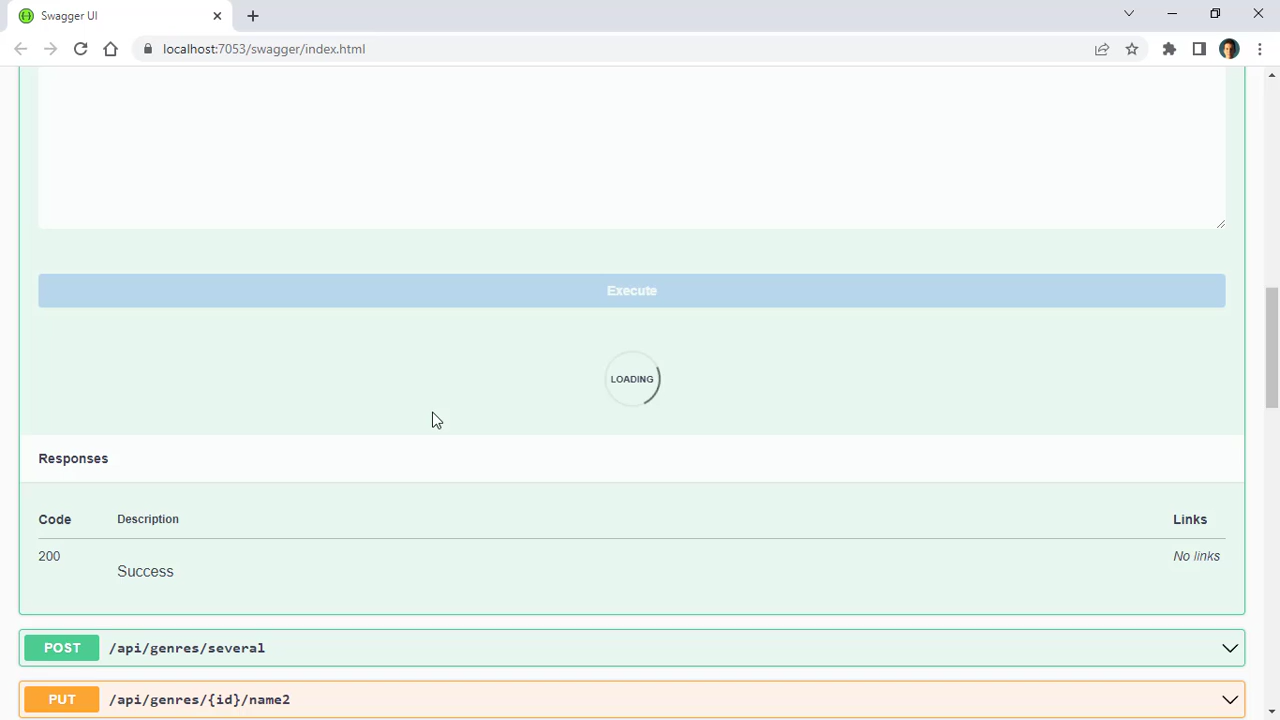 Swagger UI
localhost:7053/swagger/index.html
Execute
LOADING
Responses
Code Description Links
200 Success No links
POST /api/genres/several
PUT /api/genres/{id}/name2